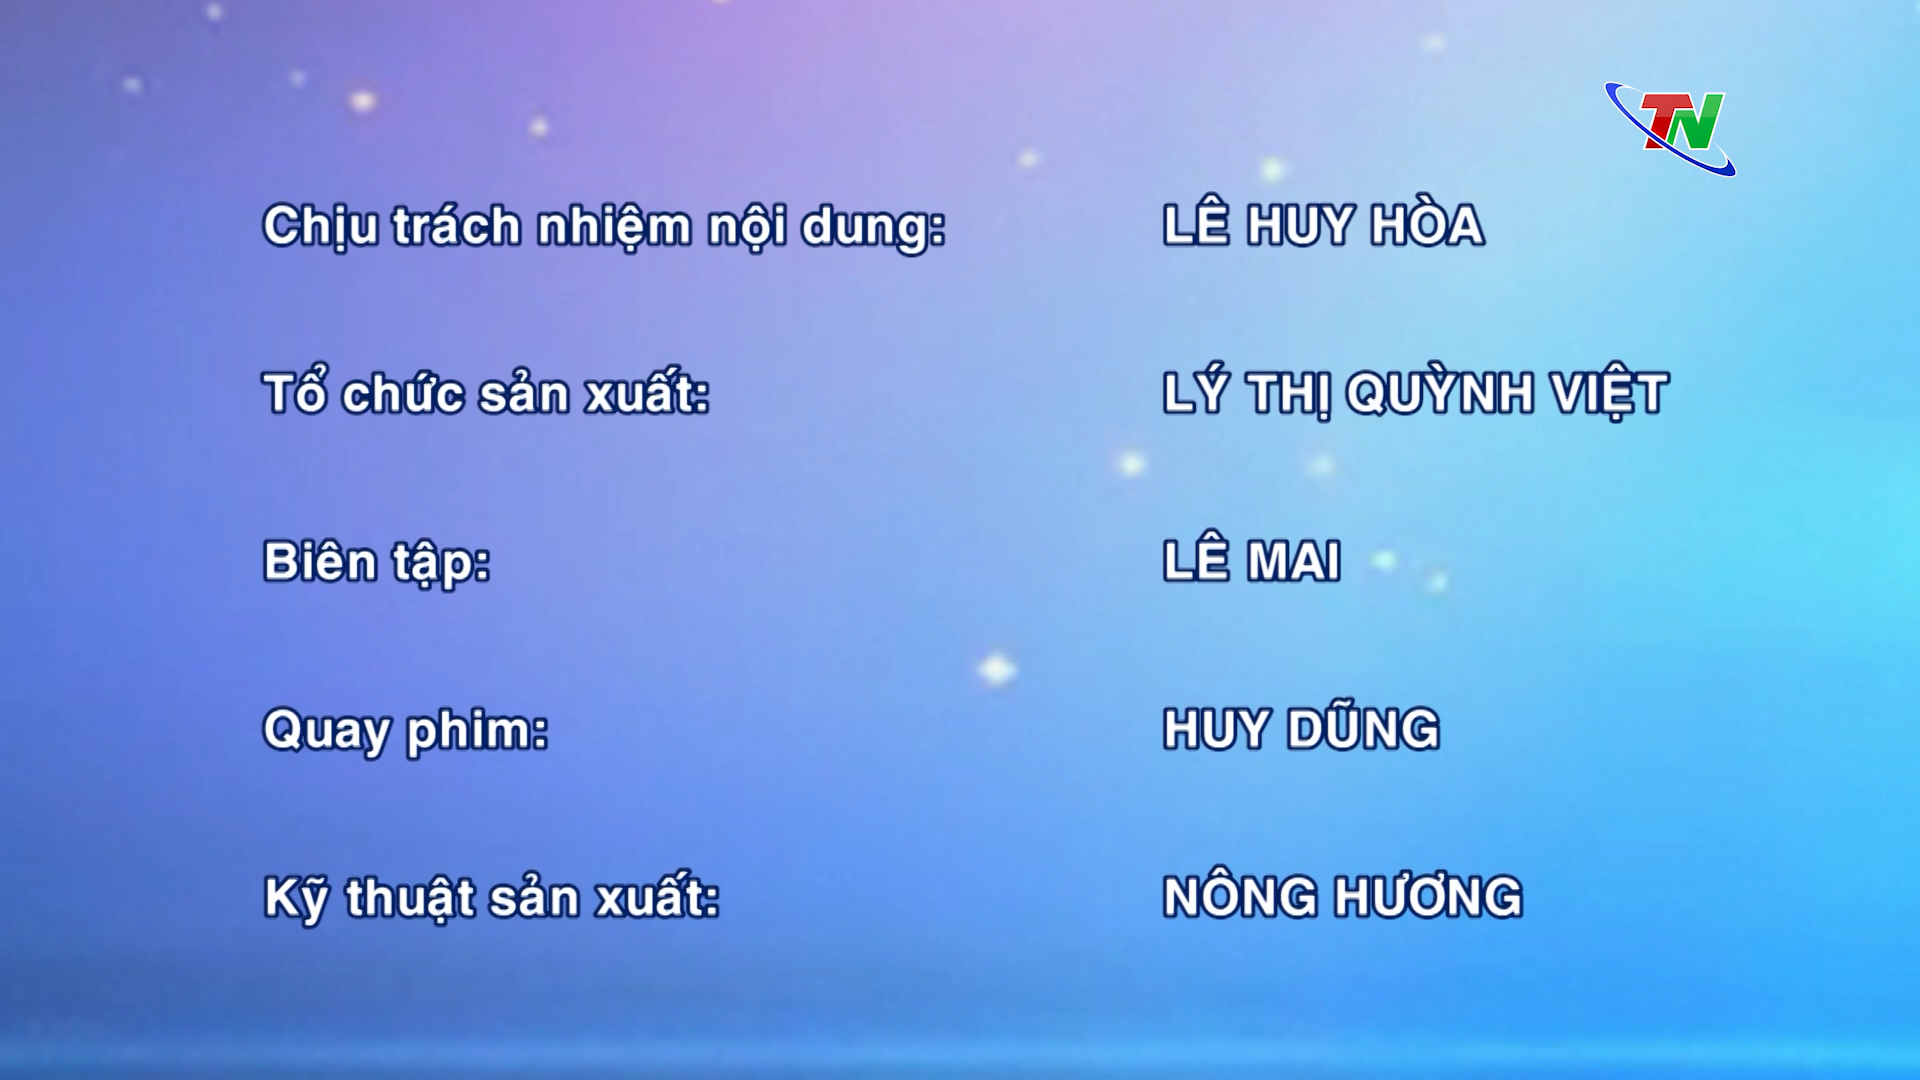 TN
Chịu trách nhiệm nội dung: LÊ HUY HÒA
Tổ chức sản xuất: LÝ THỊ QUỲNH VIỆT
Biên tập: LÊ MAI
Quay phim: HUY DŨNG
Kỹ thuật sản xuất: NÔNG HƯƠNG